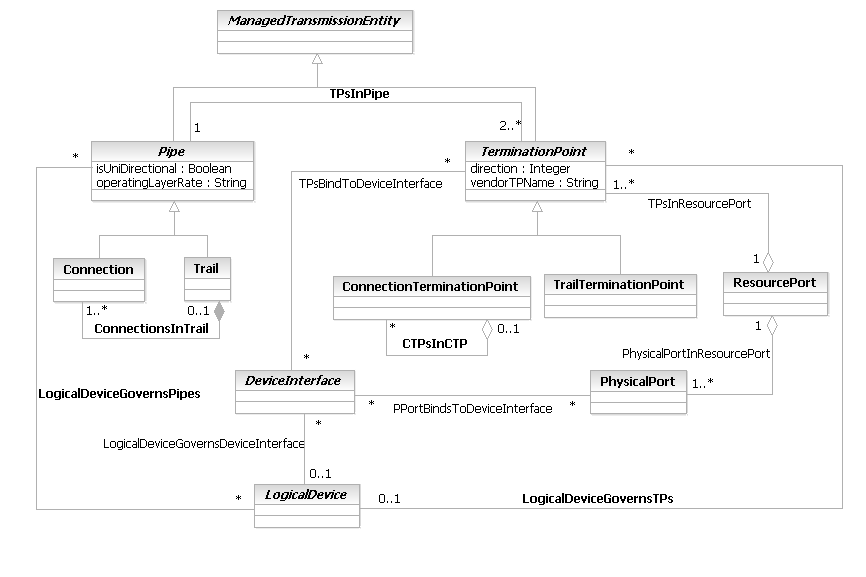 ManagedTransmissionEntity
TPsInPipe
1
2..*
*
Pipe
isUniDirectional : Boolean
operatingLayerRate : String
*
TerminationPoint
direction : Integer
vendorTPName : String
*
TPsBindToDeviceInterface
1..*
TPsInResourcePort
Connection
Trail
1..*
0..1
ConnectionsInTrail
ConnectionTerminationPoint
TrailTerminationPoint
1
ResourcePort
*
0..1
CTPsInCTP
1
PhysicalPortInResourcePort
*
DeviceInterface
PhysicalPort
1..*
LogicalDeviceGovernsPipes
*
PPortBindsToDeviceInterface
*
*
LogicalDeviceGovernsDeviceInterface
0..1
*
LogicalDevice
0..1
LogicalDeviceGovernsTPs